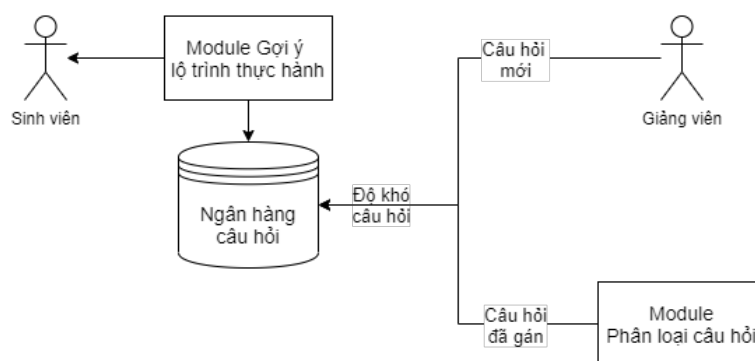 Module Gợi ý
lộ trình thực hành
Câu hỏi
mới
Sinh viên
Giảng viên
Độ khó
câu hỏi
Ngân hàng
câu hỏi
Câu hỏi
đã gán
Module
Phân loại câu hỏi